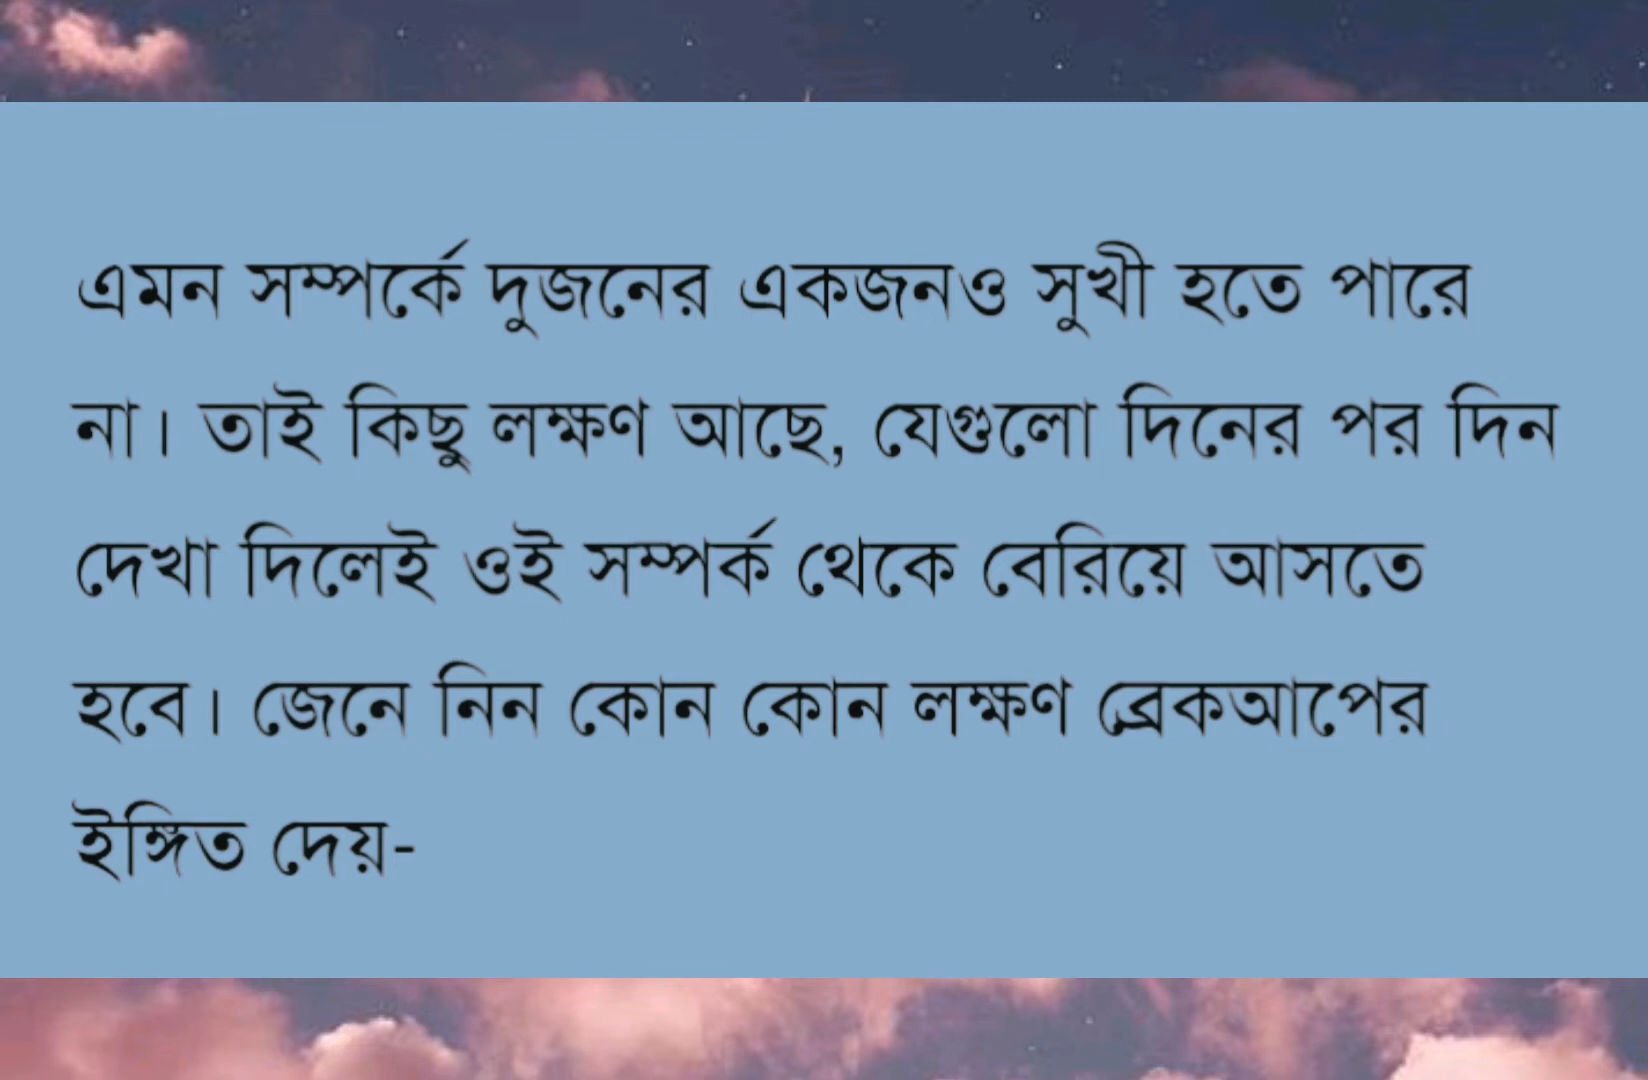 এমন সম্পর্কে দুজনের একজনও সুখী হতে পারে
না। তাই কিছু লক্ষণ আছে, যেগুলো দিনের পর দিন
দেখা দিলেই ওই সম্পর্ক থেকে বেরিয়ে আসতে
হবে। জেনে নিন কোন কোন লক্ষণ ব্রেকআপের
ইঙ্গিত দেয়-